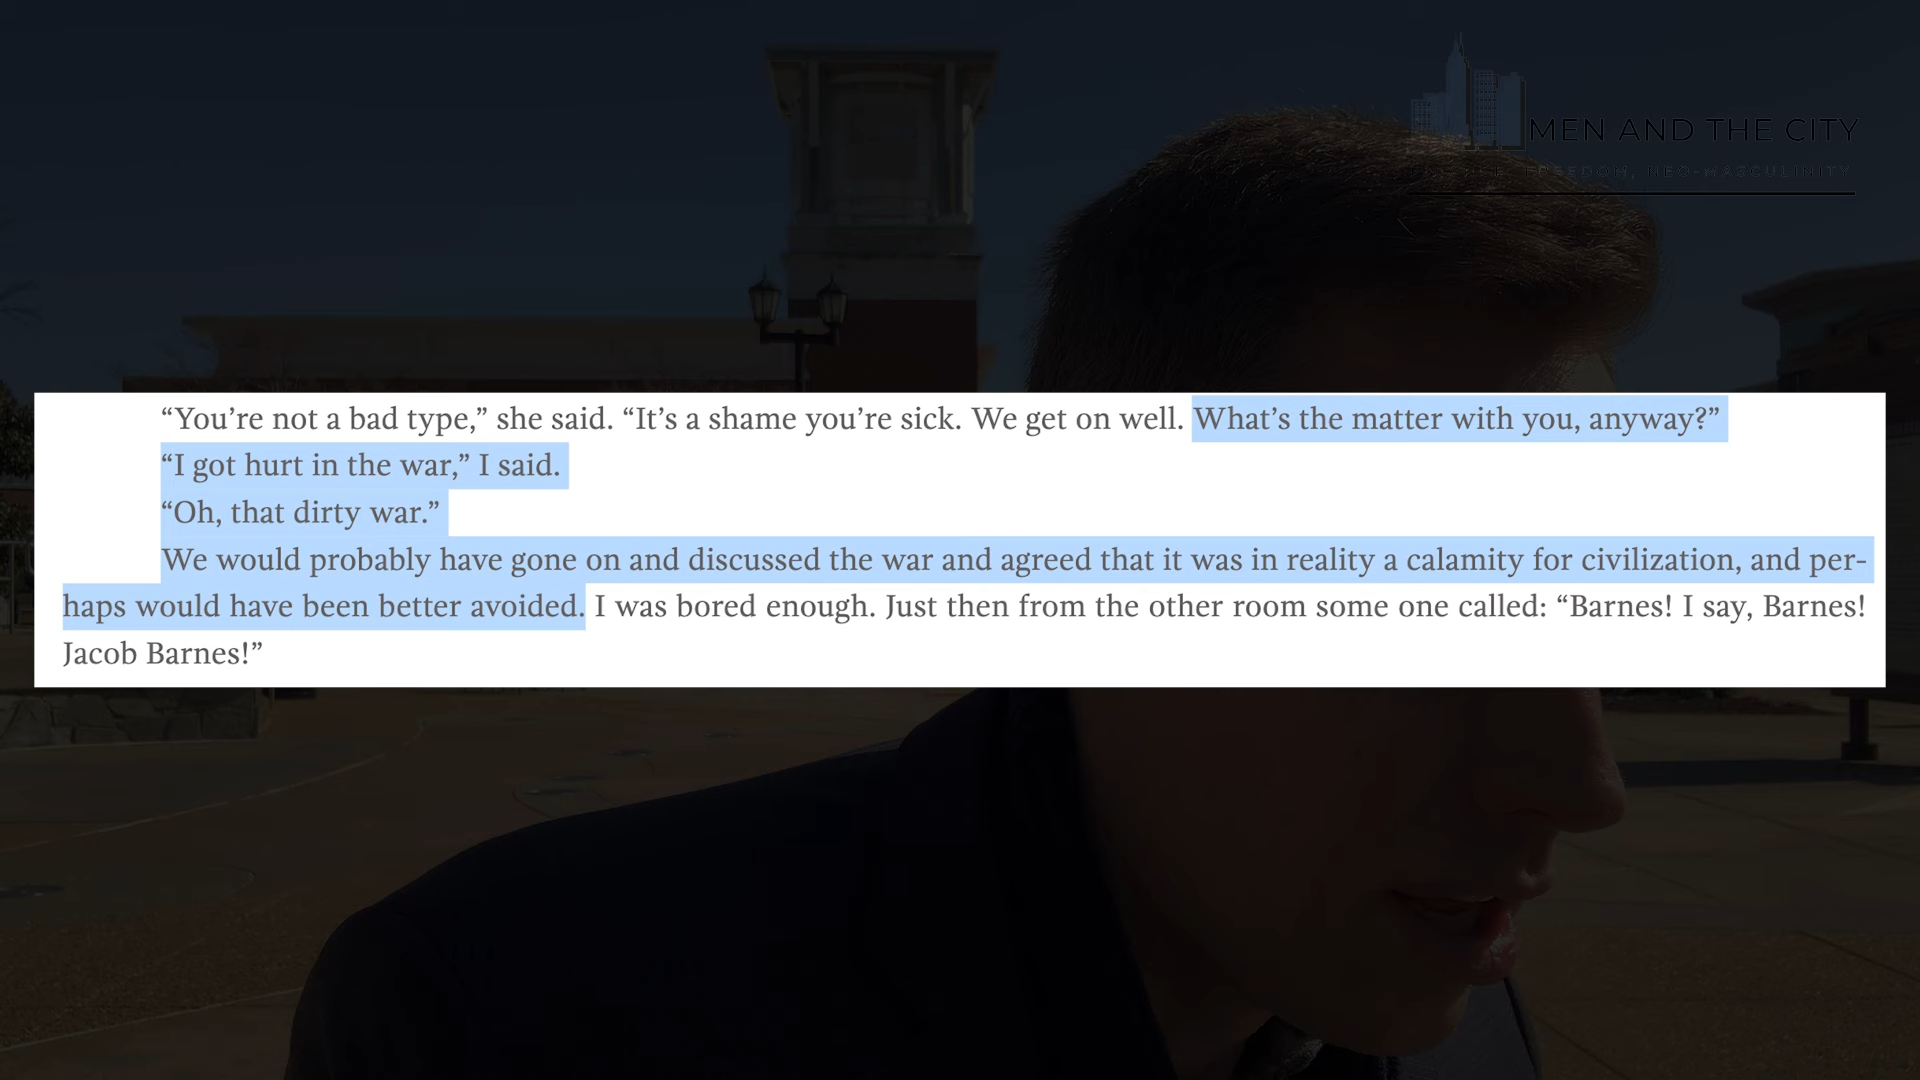 MEN AND THE CITY
FREEDOM, NEO-MASCULINITY
“You’re not a bad type,” she said. “It’s a shame you’re sick. We get on well. What’s the matter with you, anyway?”
“I got hurt in the war,” I said.
“Oh, that dirty war.”
We would probably have gone on and discussed the war and agreed that it was in reality a calamity for civilization, and per-
haps would have been better avoided. I was bored enough. Just then from the other room some one called: “Barnes! I say, Barnes!
Jacob Barnes!”